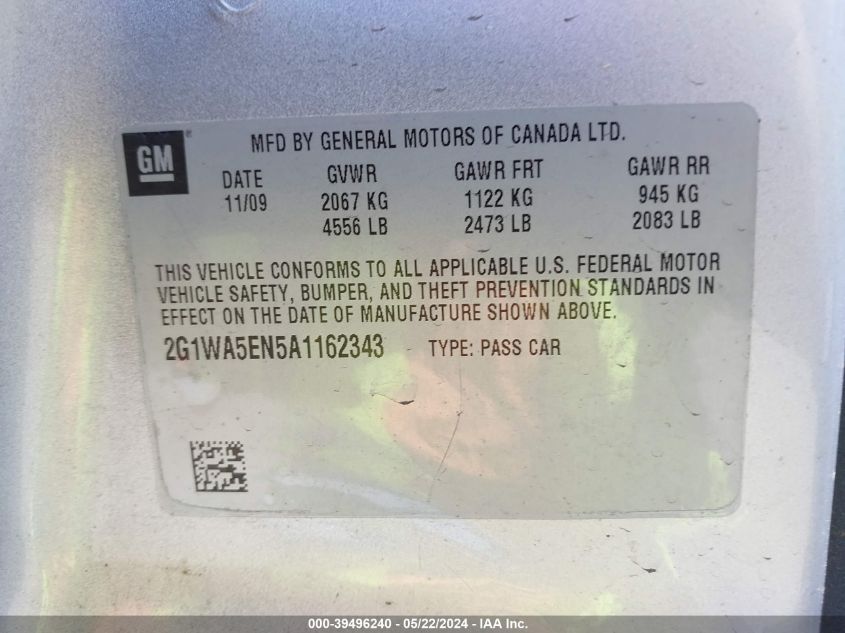 GM
MFD BY GENERAL MOTORS OF CANADA LTD.
DATE GVWR GAWR FRT GAWR RR
11/09 2067 KG 1122 KG 945 KG
4556 LB 2473 LB 2083 LB
THIS VEHICLE CONFORMS TO ALL APPLICABLE U.S. FEDERAL MOTOR
VEHICLE SAFETY, BUMPER, AND THEFT PREVENTION STANDARDS IN
EFFECT ON THE DATE OF MANUFACTURE SHOWN ABOVE.
2G1WA5EN5A1162343 TYPE: PASS CAR
000-39496240 - 05/22/2024 - IAA Inc.